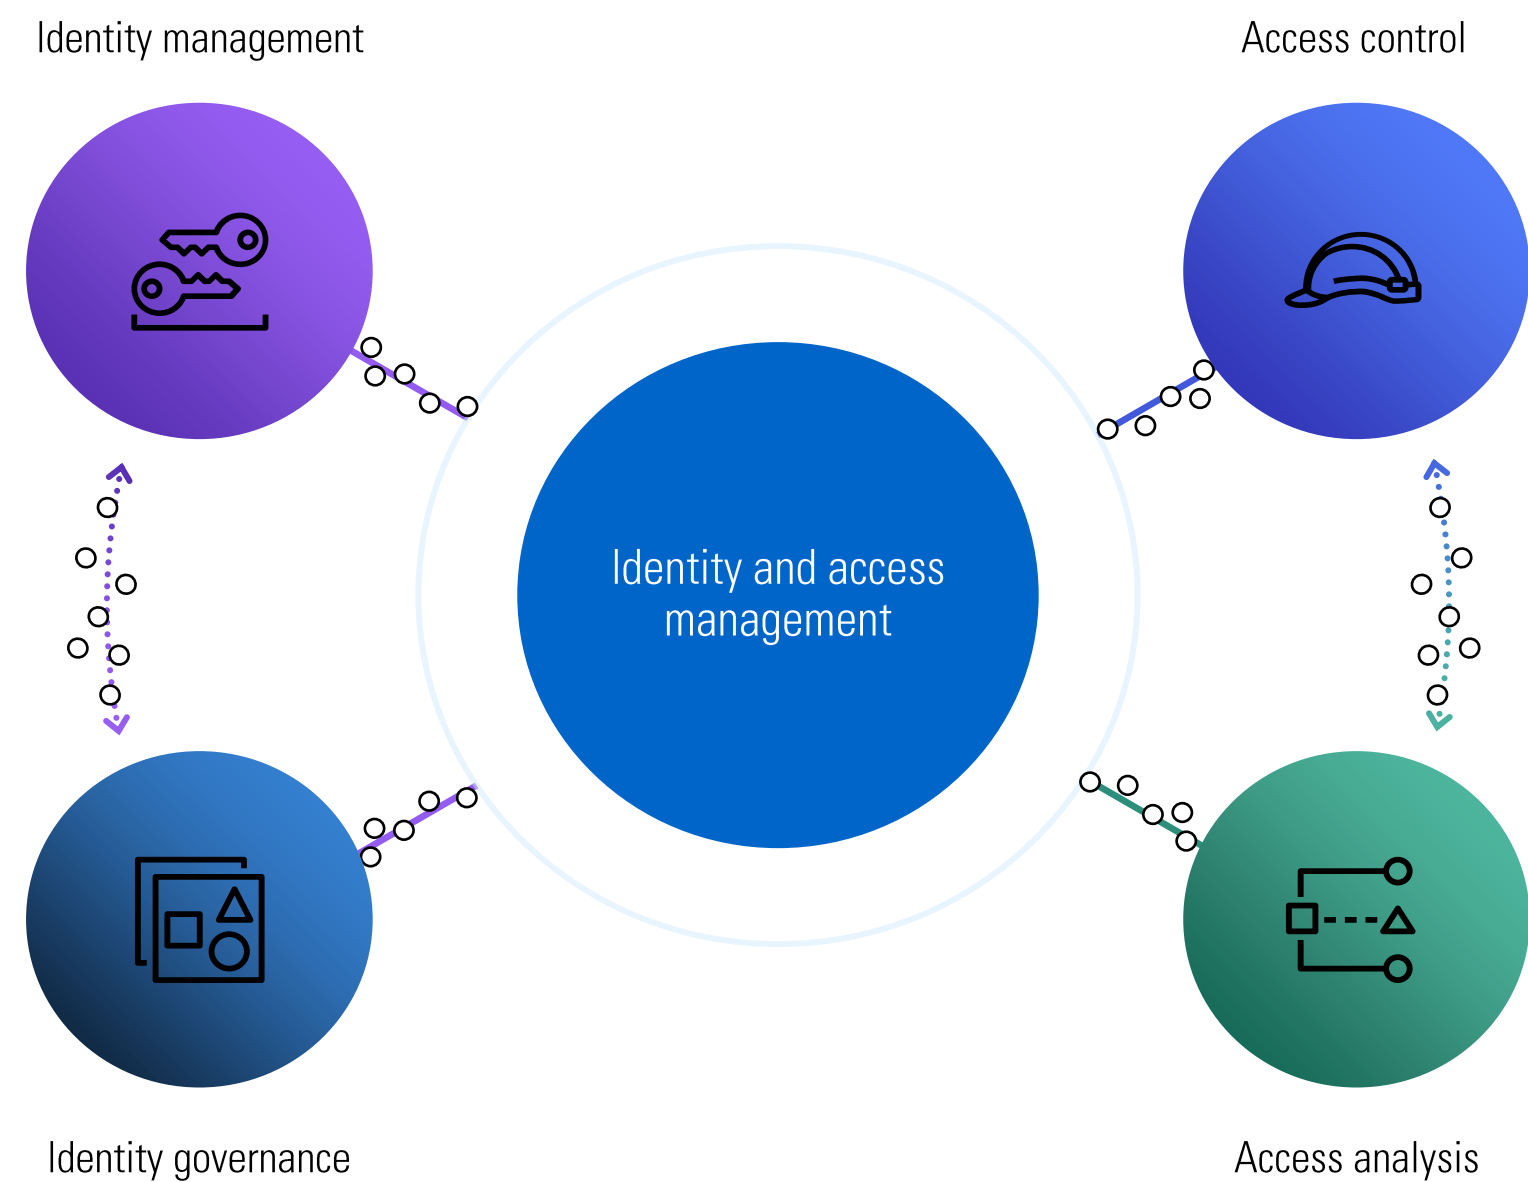 Identity management
Access control
Identity and access
management
Identity governance
Access analysis